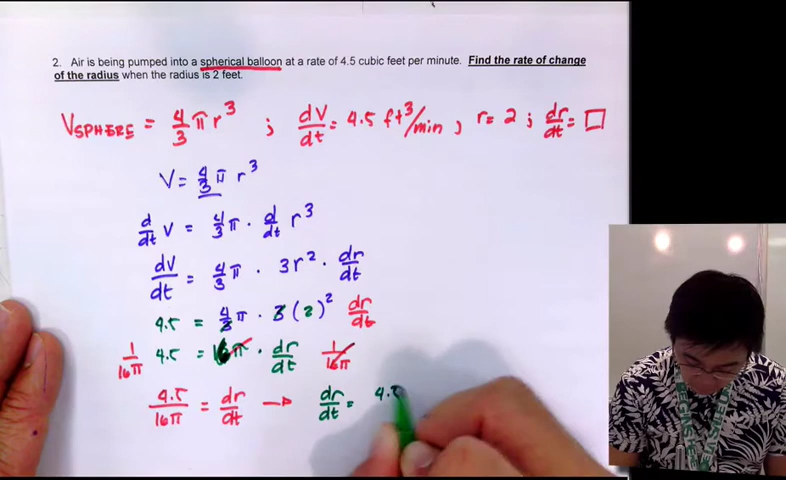 2. Air is being pumped into a spherical balloon at a rate of 4.5 cubic feet per minute. Find the rate of change
of the radius when the radius is 2 feet.
V_SPHERE = 4/3 π r³ ; dV/dt = 4.5 ft³/min ; r = 2 ; dr/dt = □
V = 4/3 π r³
d/dt V = 4/3 π · d/dt r³
dV/dt = 4/3 π · 3r² · dr/dt
4.5 = 4/3 π · 3(2)² dr/dt
1/16π 4.5 = 16π · dr/dt 1/16π
4.5/16π = dr/dt → dr/dt = 4.5